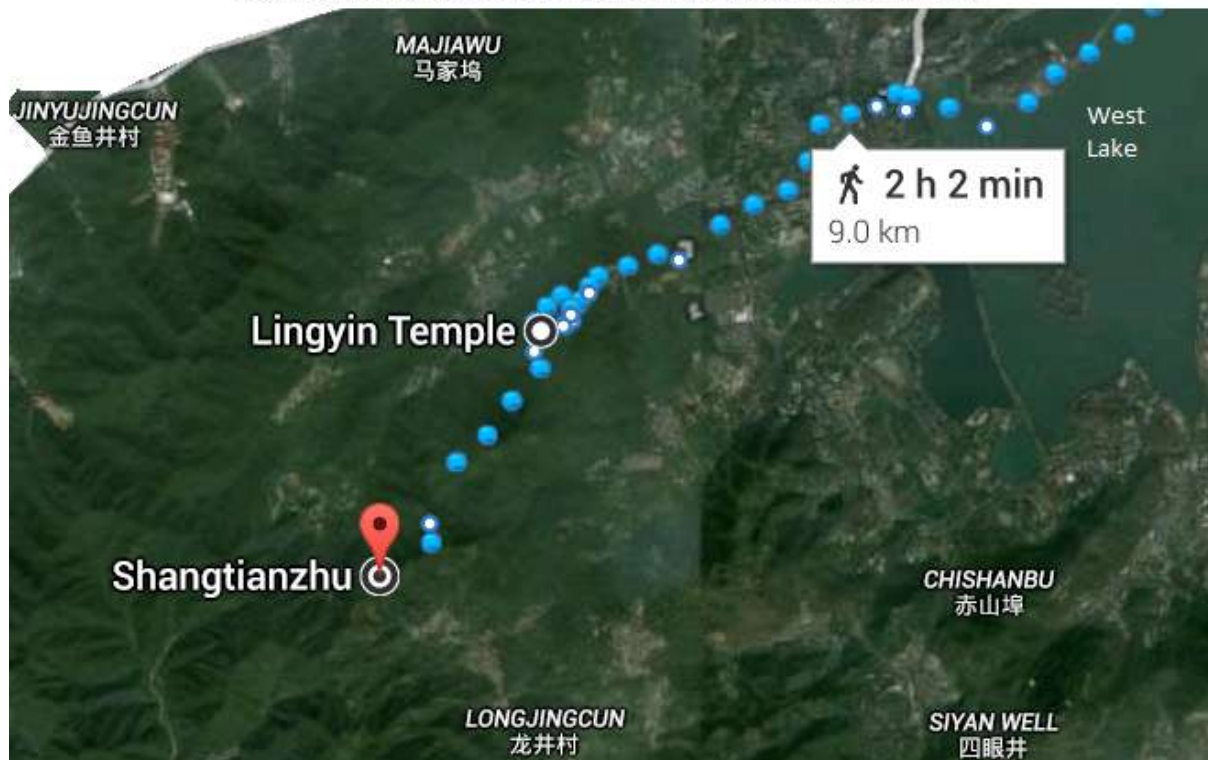 MAJIAWU
马家坞
JINYUJINGCUN
金鱼井村
West
Lake
2 h 2 min
9.0 km
Lingyin Temple
Shangtianzhu
CHISHANBU
赤山埠
LONGJINGCUN
龙井村
SIYAN WELL
四眼井